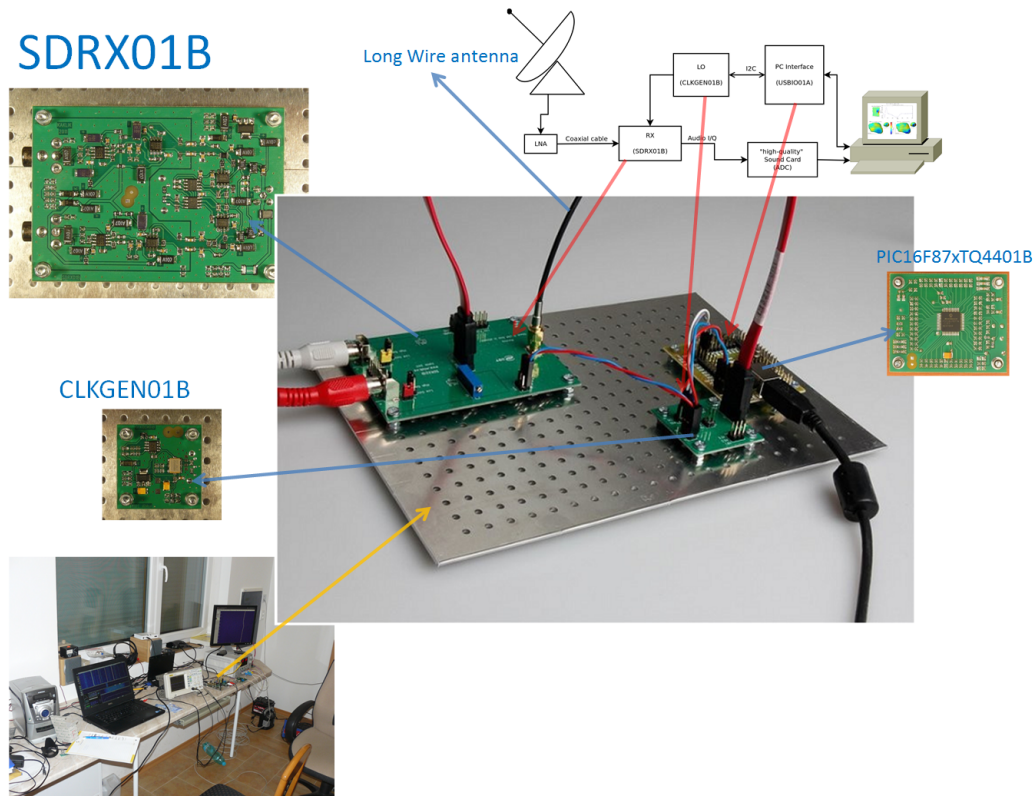 SDRX01B
Long Wire antenna
LO
(CLKGEN01B)
I2C
PC Interface
(USBIO01A)
LNA
Coaxial cable
RX
(SDRX01B)
Audio I/Q
"high-quality"
Sound Card
(ADC)
PIC16F87xTQ4401B
CLKGEN01B